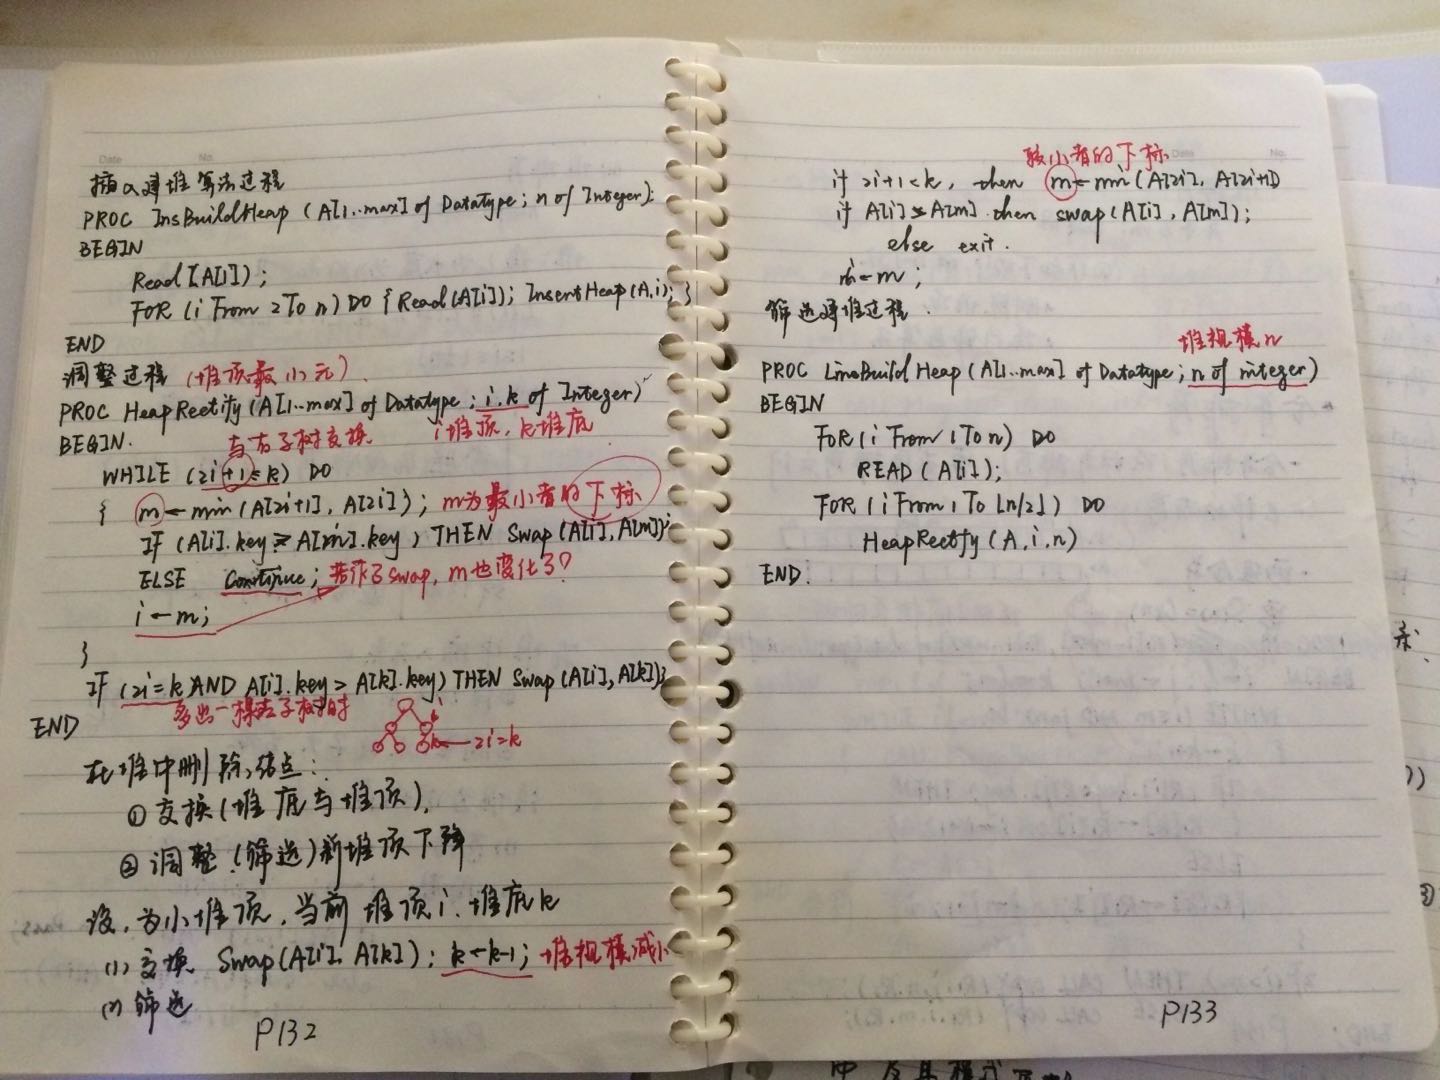 Date No.
插入建堆算法过程
PROC InsBuildHeap (A[1..max] of Datatype; n of Integer);
BEGIN
Read(A[1]);
FOR (i From 2 To n) DO {Read(A[i]); InsertHeap(A,i); }
END
调整过程 (堆顶最小元)
PROC HeapRectify (A[1..max] of Datatype; i.k of Integer)
BEGIN.
与右子树交换 i堆顶, k堆底
WHILE (2i+1≤k) DO
{ m←min(A[2i+1], A[2i]); m为最小者的下标
If (A[i].key≥A[m].key) THEN Swap(A[i],A[m]);
ELSE Continue; 若作了swap, m也变化了?
i←m;
}
If (2i=k AND A[i].key>A[k].key) THEN Swap(A[i],A[k]);
多出一棵左子树时
i
k 2i=k
END
在堆中删除结点:
① 交换(堆底与堆顶),
② 调整(筛选)新堆顶下降
设, 为小堆顶, 当前堆顶i, 堆底k
(1) 交换 Swap(A[i], A[k]); k←k-1; 堆规模减小
(2) 筛选
P132
Date No.
较小者的下标
if 2i+1<k, then m←min(A[2i], A[2i+1])
if A[i]≥A[m] then swap(A[i], A[m]);
else exit.
i←m;
筛选建堆过程.
堆规模n
PROC LinsBuildHeap (A[1..max] of Datatype; n of integer)
BEGIN
FOR (i From 1 To n) DO
READ (A[i]);
FOR (i From 1 To ⌊n/2⌋) DO
HeapRectfy (A,i,n)
END.
P133